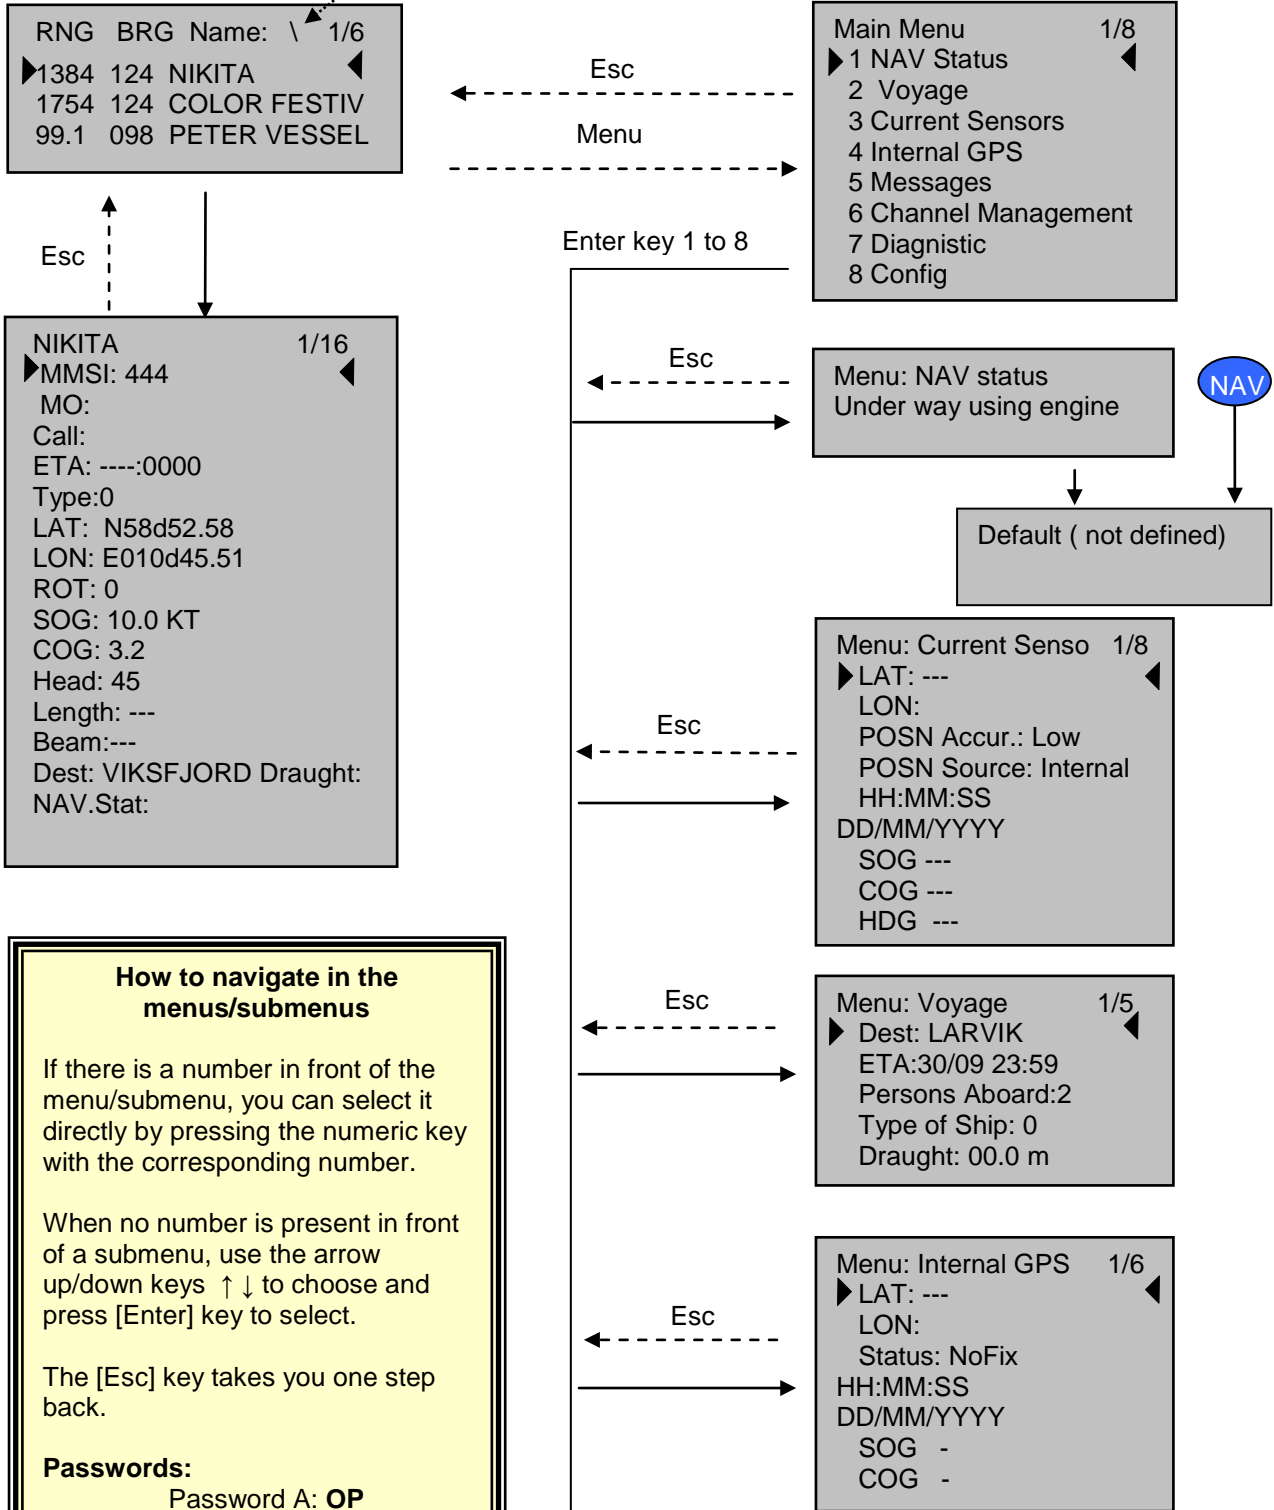 RNG BRG Name: \ 1/6
1384 124 NIKITA
1754 124 COLOR FESTIV
99.1 098 PETER VESSEL
Esc
Menu
Main Menu 1/8
1 NAV Status
2 Voyage
3 Current Sensors
4 Internal GPS
5 Messages
6 Channel Management
7 Diagnostic
8 Config
Esc
Enter key 1 to 8
NIKITA 1/16
MMSI: 444
MO:
Call:
ETA: ----:0000
Type:0
LAT: N58d52.58
LON: E010d45.51
ROT: 0
SOG: 10.0 KT
COG: 3.2
Head: 45
Length: ---
Beam:---
Dest: VIKSFJORD Draught:
NAV.Stat:
Esc
Menu: NAV status
Under way using engine
NAV
Default ( not defined)
Esc
Menu: Current Senso 1/8
LAT: ---
LON:
POSN Accur.: Low
POSN Source: Internal
HH:MM:SS
DD/MM/YYYY
SOG ---
COG ---
HDG ---
Esc
Menu: Voyage 1/5
Dest: LARVIK
ETA:30/09 23:59
Persons Aboard:2
Type of Ship: 0
Draught: 00.0 m
Esc
Menu: Internal GPS 1/6
LAT: ---
LON:
Status: NoFix
HH:MM:SS
DD/MM/YYYY
SOG -
COG -
How to navigate in the
menus/submenus
If there is a number in front of the
menu/submenu, you can select it
directly by pressing the numeric key
with the corresponding number.
When no number is present in front
of a submenu, use the arrow
up/down keys ↑ ↓ to choose and
press [Enter] key to select.
The [Esc] key takes you one step
back.
Passwords:
Password A: OP